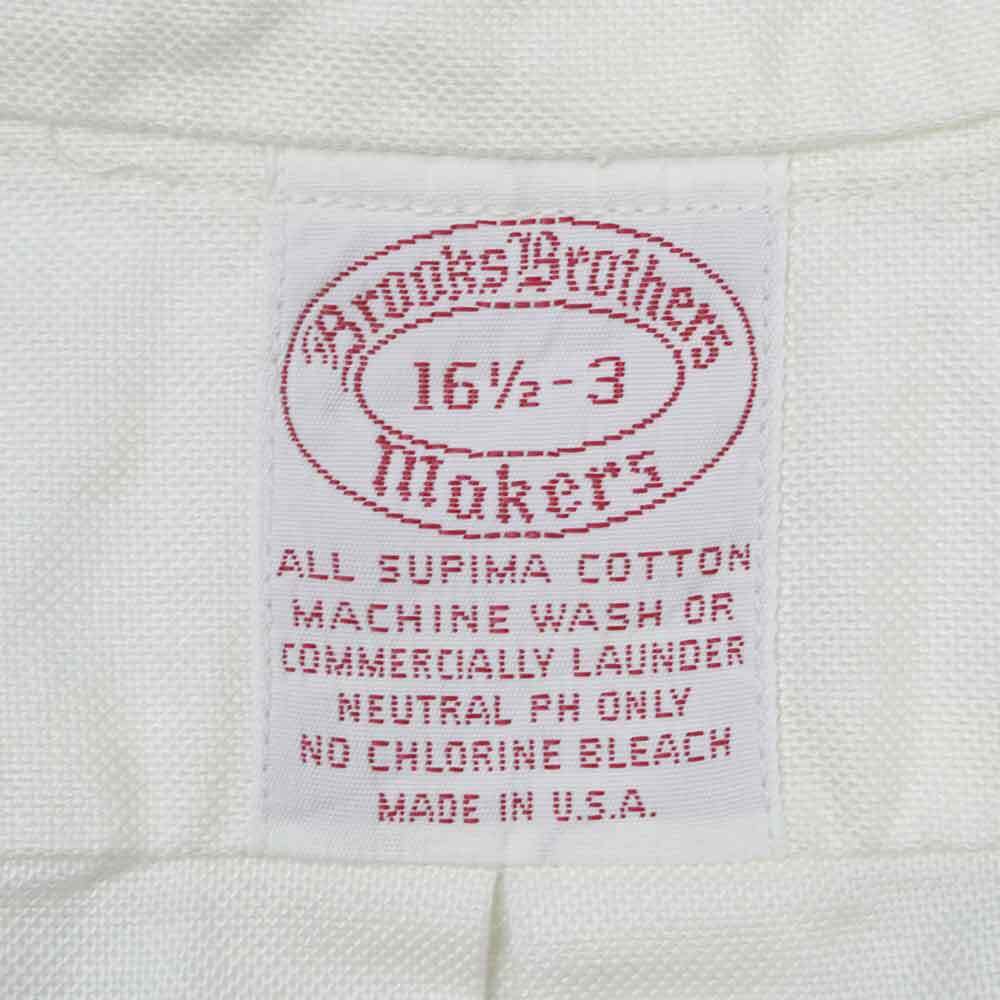 Brooks Brothers
16½-3
Makers
ALL SUPIMA COTTON
MACHINE WASH OR
COMMERCIALLY LAUNDER
NEUTRAL PH ONLY
NO CHLORINE BLEACH
MADE IN U.S.A.